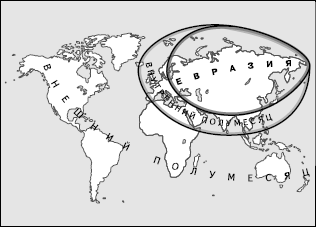 ЕВРАЗИЯ
ВНУТРЕННИЙ ПОЛУМЕСЯЦ
ВНЕШНИЙ ПОЛУМЕСЯЦ